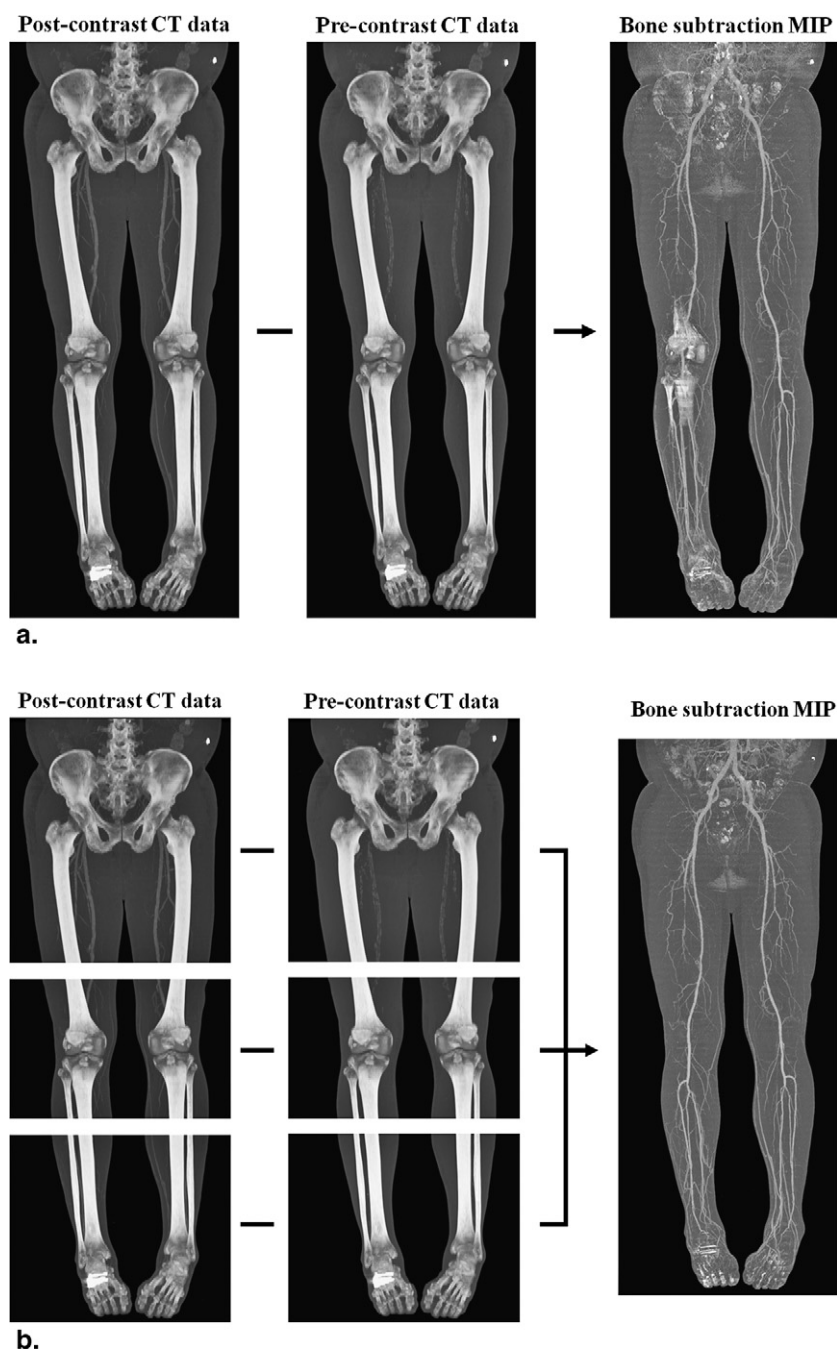 Post-contrast CT data Pre-contrast CT data Bone subtraction MIP
a.
Post-contrast CT data Pre-contrast CT data Bone subtraction MIP
b.